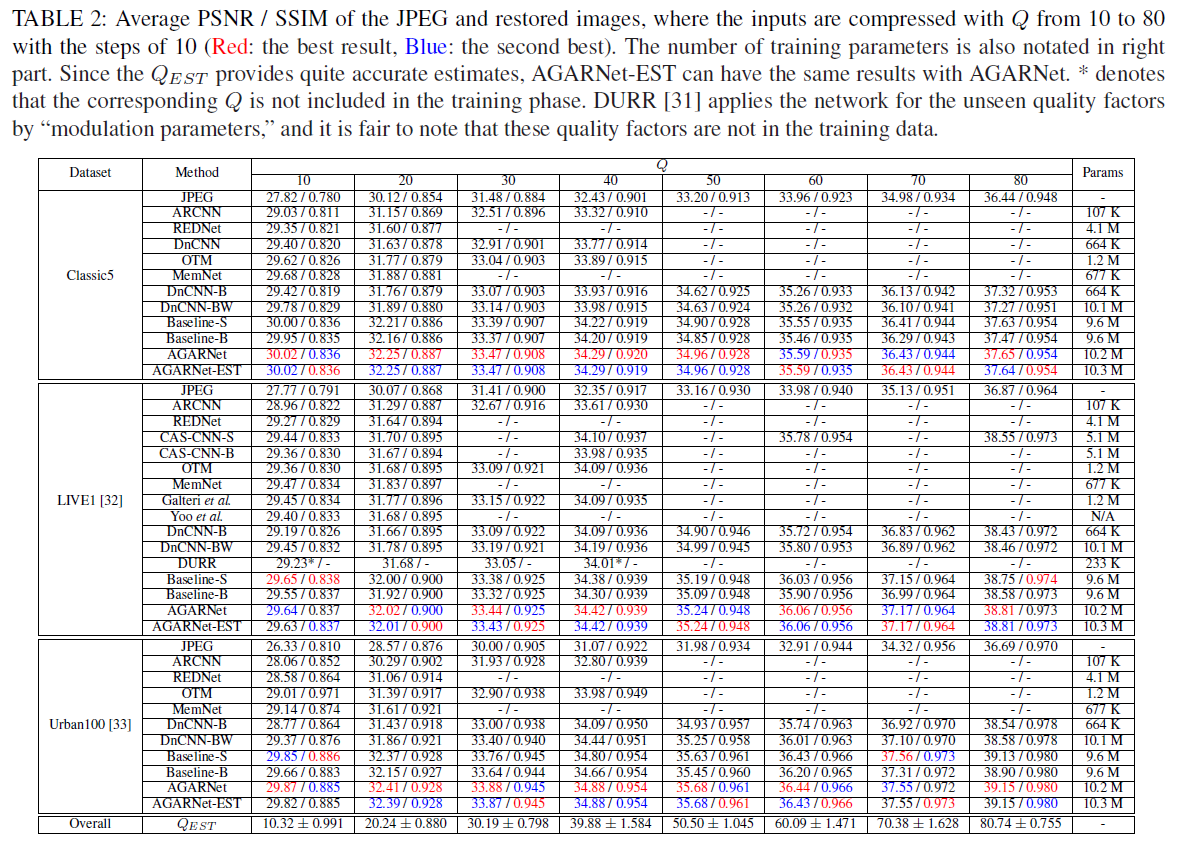 TABLE 2: Average PSNR / SSIM of the JPEG and restored images, where the inputs are compressed with Q from 10 to 80
with the steps of 10 (Red: the best result, Blue: the second best). The number of training parameters is also notated in right
part. Since the Q_EST provides quite accurate estimates, AGARNet-EST can have the same results with AGARNet. * denotes
that the corresponding Q is not included in the training phase. DURR [31] applies the network for the unseen quality factors
by “modulation parameters,” and it is fair to note that these quality factors are not in the training data.
Dataset Method Q Params
10 20 30 40 50 60 70 80
Classic5
JPEG 27.82 / 0.780 30.12 / 0.854 31.48 / 0.884 32.43 / 0.901 33.20 / 0.913 33.96 / 0.923 34.98 / 0.934 36.44 / 0.948 -
ARCNN 29.03 / 0.811 31.15 / 0.869 32.51 / 0.896 33.32 / 0.910 - / - - / - - / - - / - 107 K
REDNet 29.35 / 0.821 31.60 / 0.877 - / - - / - - / - - / - - / - - / - 4.1 M
DnCNN 29.40 / 0.820 31.63 / 0.878 32.91 / 0.901 33.77 / 0.914 - / - - / - - / - - / - 664 K
OTM 29.62 / 0.826 31.77 / 0.879 33.04 / 0.903 33.89 / 0.915 - / - - / - - / - - / - 1.2 M
MemNet 29.68 / 0.828 31.88 / 0.881 - / - - / - - / - - / - - / - - / - 677 K
DnCNN-B 29.42 / 0.819 31.76 / 0.879 33.07 / 0.903 33.93 / 0.916 34.62 / 0.925 35.26 / 0.933 36.13 / 0.942 37.32 / 0.953 664 K
DnCNN-BW 29.78 / 0.829 31.89 / 0.880 33.14 / 0.903 33.98 / 0.915 34.63 / 0.924 35.26 / 0.932 36.10 / 0.941 37.27 / 0.951 10.1 M
Baseline-S 30.00 / 0.836 32.21 / 0.886 33.39 / 0.907 34.22 / 0.919 34.90 / 0.928 35.55 / 0.935 36.41 / 0.944 37.63 / 0.954 9.6 M
Baseline-B 29.95 / 0.835 32.16 / 0.886 33.37 / 0.907 34.20 / 0.919 34.85 / 0.928 35.46 / 0.935 36.29 / 0.943 37.47 / 0.954 9.6 M
AGARNet 30.02 / 0.836 32.25 / 0.887 33.47 / 0.908 34.29 / 0.920 34.96 / 0.928 35.59 / 0.935 36.43 / 0.944 37.65 / 0.954 10.2 M
AGARNet-EST 30.02 / 0.836 32.25 / 0.887 33.47 / 0.908 34.29 / 0.919 34.96 / 0.928 35.59 / 0.935 36.43 / 0.944 37.64 / 0.954 10.3 M
LIVE1 [32]
JPEG 27.77 / 0.791 30.07 / 0.868 31.41 / 0.900 32.35 / 0.917 33.16 / 0.930 33.98 / 0.940 35.13 / 0.951 36.87 / 0.964 -
ARCNN 28.96 / 0.822 31.29 / 0.887 32.67 / 0.916 33.61 / 0.930 - / - - / - - / - - / - 107 K
REDNet 29.27 / 0.829 31.64 / 0.894 - / - - / - - / - - / - - / - - / - 4.1 M
CAS-CNN-S 29.44 / 0.833 31.70 / 0.895 - / - 34.10 / 0.937 - / - 35.78 / 0.954 - / - 38.55 / 0.973 5.1 M
CAS-CNN-B 29.36 / 0.830 31.67 / 0.894 - / - 33.98 / 0.935 - / - - / - - / - - / - 5.1 M
OTM 29.36 / 0.830 31.68 / 0.895 33.09 / 0.921 34.09 / 0.936 - / - - / - - / - - / - 1.2 M
MemNet 29.47 / 0.834 31.83 / 0.897 - / - - / - - / - - / - - / - - / - 677 K
Galteri et al. 29.45 / 0.834 31.77 / 0.896 33.15 / 0.922 34.09 / 0.935 - / - - / - - / - - / - 1.2 M
Yoo et al. 29.40 / 0.833 31.68 / 0.895 - / - - / - - / - - / - - / - - / - N/A
DnCNN-B 29.19 / 0.826 31.66 / 0.895 33.09 / 0.922 34.09 / 0.936 34.90 / 0.946 35.72 / 0.954 36.83 / 0.962 38.43 / 0.972 664 K
DnCNN-BW 29.45 / 0.832 31.78 / 0.895 33.19 / 0.921 34.19 / 0.936 34.99 / 0.945 35.80 / 0.953 36.89 / 0.962 38.46 / 0.972 10.1 M
DURR 29.23* / - 31.68 / - 33.05 / - 34.01* / - - / - - / - - / - - / - 233 K
Baseline-S 29.65 / 0.838 32.00 / 0.900 33.38 / 0.925 34.38 / 0.939 35.19 / 0.948 36.03 / 0.956 37.15 / 0.964 38.75 / 0.974 9.6 M
Baseline-B 29.55 / 0.837 31.92 / 0.900 33.32 / 0.925 34.30 / 0.939 35.09 / 0.948 35.90 / 0.956 36.99 / 0.964 38.58 / 0.973 9.6 M
AGARNet 29.64 / 0.837 32.02 / 0.900 33.44 / 0.925 34.42 / 0.939 35.24 / 0.948 36.06 / 0.956 37.17 / 0.964 38.81 / 0.973 10.2 M
AGARNet-EST 29.63 / 0.837 32.01 / 0.900 33.43 / 0.925 34.42 / 0.939 35.24 / 0.948 36.06 / 0.956 37.17 / 0.964 38.81 / 0.973 10.3 M
Urban100 [33]
JPEG 26.33 / 0.810 28.57 / 0.876 30.00 / 0.905 31.07 / 0.922 31.98 / 0.934 32.91 / 0.944 34.32 / 0.956 36.69 / 0.970 -
ARCNN 28.06 / 0.852 30.29 / 0.902 31.93 / 0.928 32.80 / 0.939 - / - - / - - / - - / - 107 K
REDNet 28.58 / 0.864 31.06 / 0.914 - / - - / - - / - - / - - / - - / - 4.1 M
OTM 29.01 / 0.971 31.39 / 0.917 32.90 / 0.938 33.98 / 0.949 - / - - / - - / - - / - 1.2 M
MemNet 29.14 / 0.874 31.61 / 0.921 - / - - / - - / - - / - - / - - / - 677 K
DnCNN-B 28.77 / 0.864 31.43 / 0.918 33.00 / 0.938 34.09 / 0.950 34.93 / 0.957 35.74 / 0.963 36.92 / 0.970 38.54 / 0.978 664 K
DnCNN-BW 29.37 / 0.876 31.86 / 0.921 33.40 / 0.940 34.44 / 0.951 35.25 / 0.958 36.01 / 0.963 37.10 / 0.970 38.58 / 0.978 10.1 M
Baseline-S 29.85 / 0.886 32.37 / 0.928 33.76 / 0.945 34.80 / 0.954 35.63 / 0.961 36.43 / 0.966 37.56 / 0.973 39.13 / 0.980 9.6 M
Baseline-B 29.66 / 0.883 32.15 / 0.927 33.64 / 0.944 34.66 / 0.954 35.45 / 0.960 36.20 / 0.965 37.31 / 0.972 38.90 / 0.980 9.6 M
AGARNet 29.87 / 0.885 32.41 / 0.928 33.88 / 0.945 34.88 / 0.954 35.68 / 0.961 36.44 / 0.966 37.55 / 0.972 39.15 / 0.980 10.2 M
AGARNet-EST 29.82 / 0.885 32.39 / 0.928 33.87 / 0.945 34.88 / 0.954 35.68 / 0.961 36.43 / 0.966 37.55 / 0.973 39.15 / 0.980 10.3 M
Overall Q_EST 10.32 ± 0.991 20.24 ± 0.880 30.19 ± 0.798 39.88 ± 1.584 50.50 ± 1.045 60.09 ± 1.471 70.38 ± 1.628 80.74 ± 0.755 -